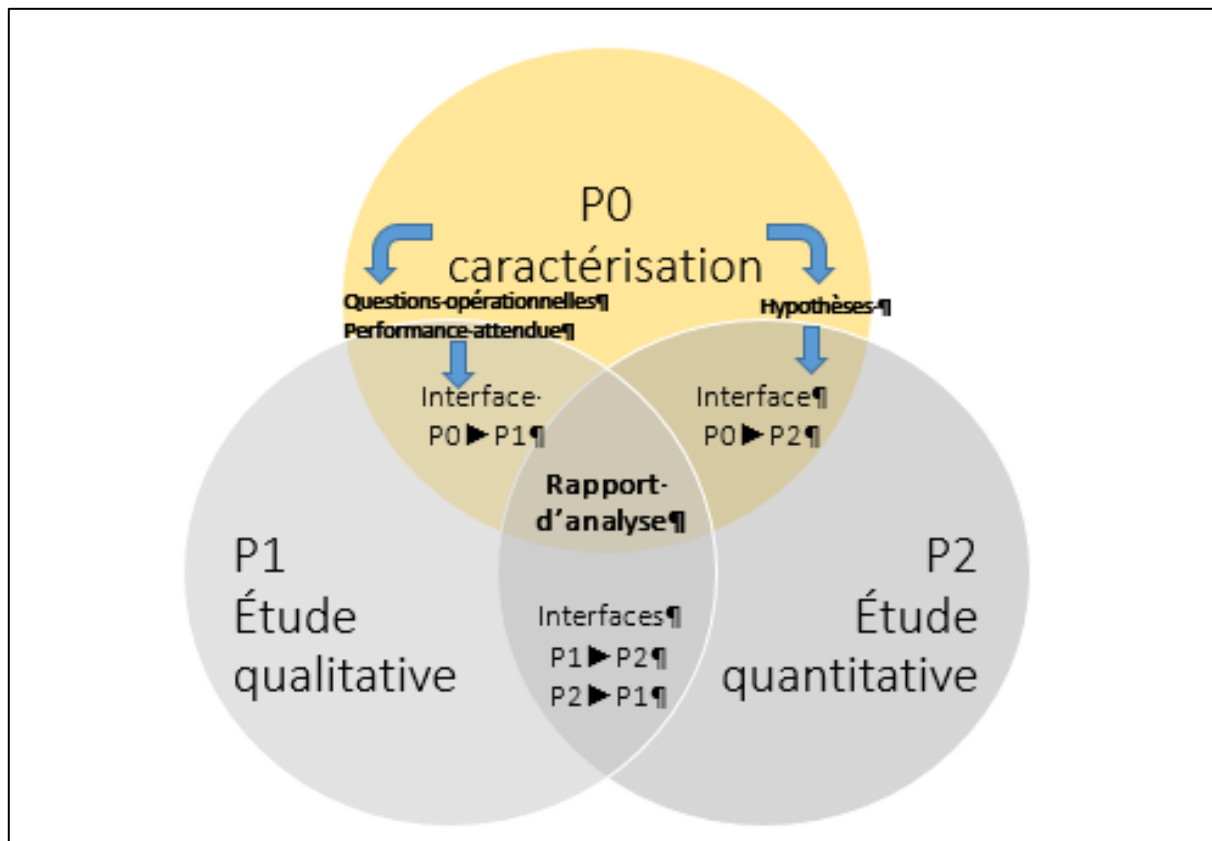 P0
caractérisation
Questions·opérationnelles¶
Performance·attendue¶
Hypothèses·¶
Interface·
P0►P1¶
Interface¶
P0►P2¶
Rapport·
d’analyse¶
P1
Étude
qualitative
P2
Étude
quantitative
Interfaces¶
P1►P2¶
P2►P1¶